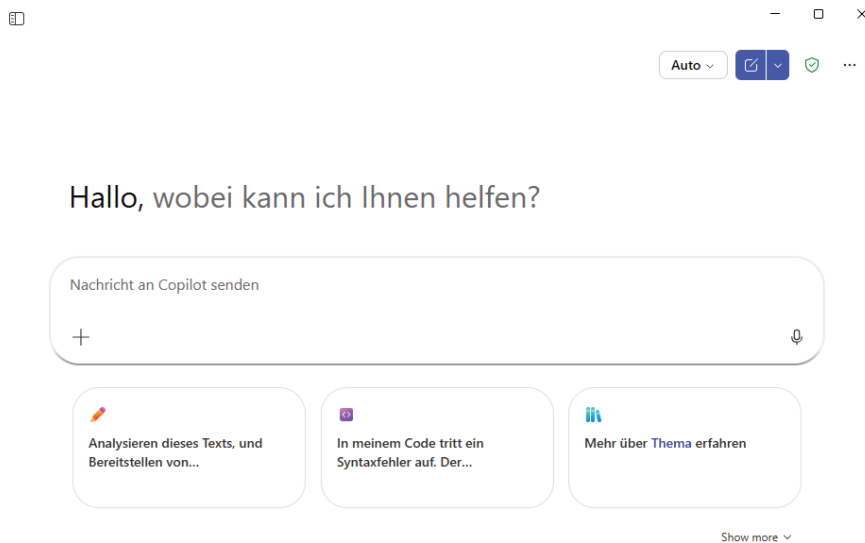 Auto
Hallo, wobei kann ich Ihnen helfen?
Nachricht an Copilot senden
Analysieren dieses Texts, und
Bereitstellen von...
In meinem Code tritt ein
Syntaxfehler auf. Der...
Mehr über Thema erfahren
Show more